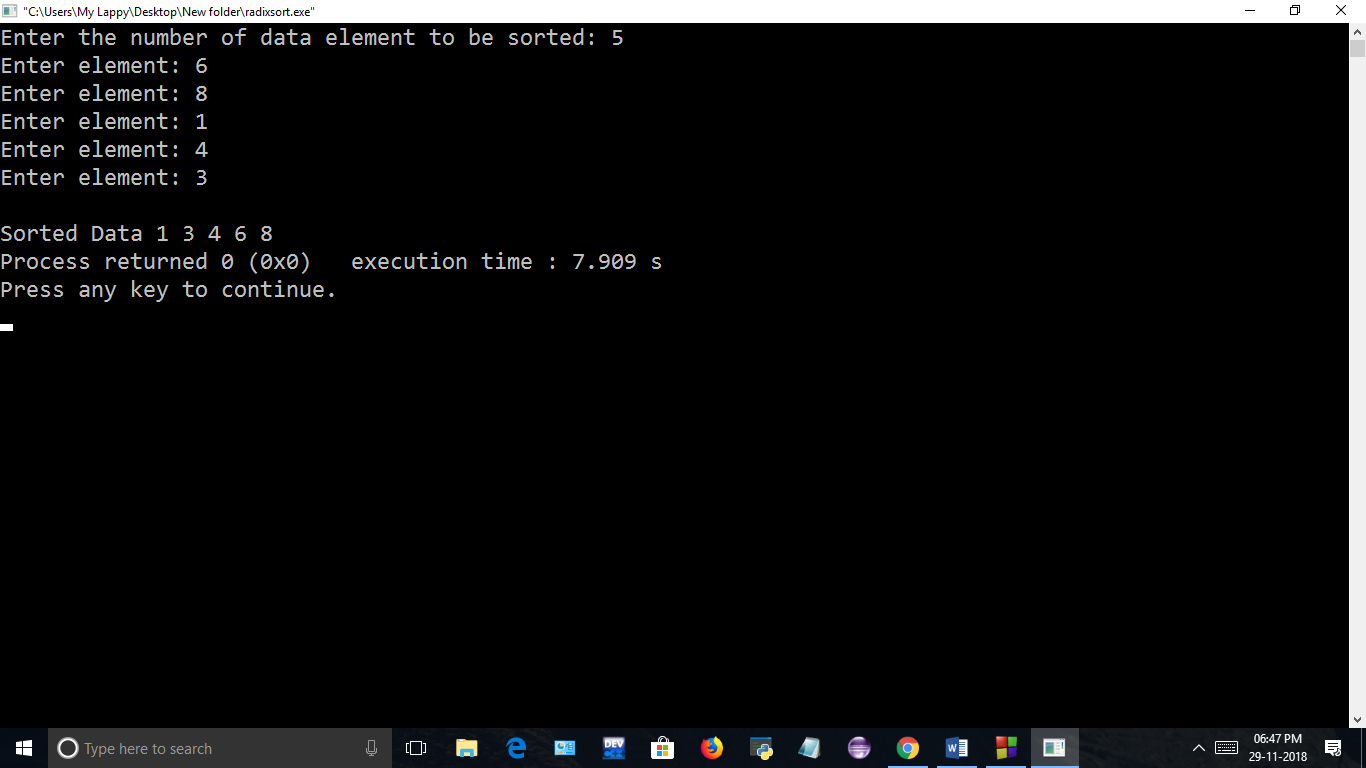 "C:\Users\My Lappy\Desktop\New folder\radixsort.exe"
Enter the number of data element to be sorted: 5
Enter element: 6
Enter element: 8
Enter element: 1
Enter element: 4
Enter element: 3
Sorted Data 1 3 4 6 8
Process returned 0 (0x0)   execution time : 7.909 s
Press any key to continue.
Type here to search
DEV
06:47 PM
29-11-2018